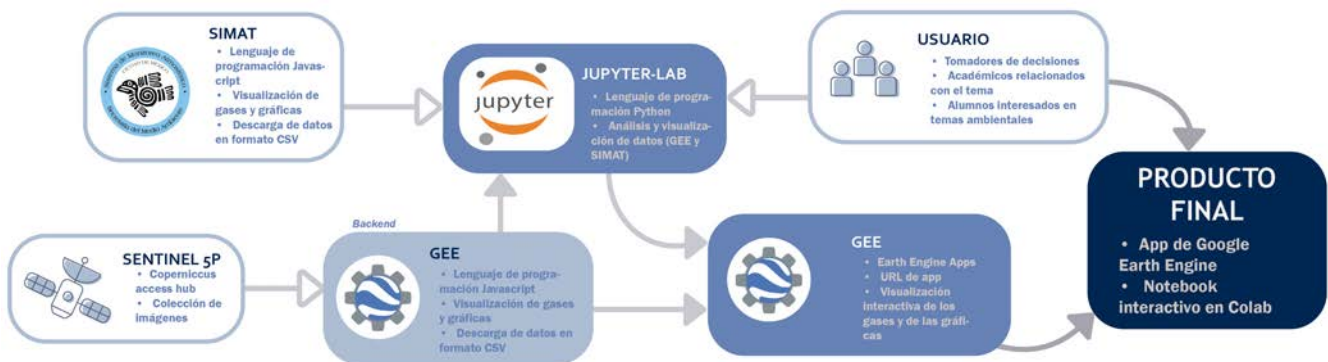 SIMAT
• Lenguaje de
programación Javas-
cript
• Visualización de
gases y gráficas
• Descarga de datos
en formato CSV
jupyter
JUPYTER-LAB
• Lenguaje de progra-
mación Python
• Análisis y visualiza-
ción de datos (GEE y
SIMAT)
USUARIO
• Tomadores de decisiones
• Académicos relacionados
con el tema
• Alumnos interesados en
temas ambientales
SENTINEL 5P
• Coperniccus
access hub
• Colección de
imágenes
Backend
GEE
• Lenguaje de progra-
mación Javascript
• Visualización de gases
y gráficas
• Descarga de datos en
formato CSV
GEE
• Earth Engine Apps
• URL de app
• Visualización
interactiva de los
gases y de las gráfi-
cas
PRODUCTO
FINAL
• App de Google
Earth Engine
• Notebook
interactivo en Colab